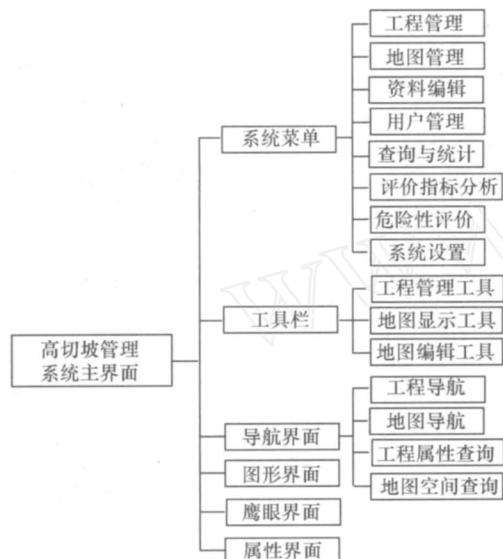 工程管理
地图管理
资料编辑
用户管理
查询与统计
评价指标分析
危险性评价
系统设置
系统菜单
工程管理工具
地图显示工具
地图编辑工具
工具栏
高切坡管理
系统主界面
工程导航
地图导航
工程属性查询
地图空间查询
导航界面
图形界面
鹰眼界面
属性界面